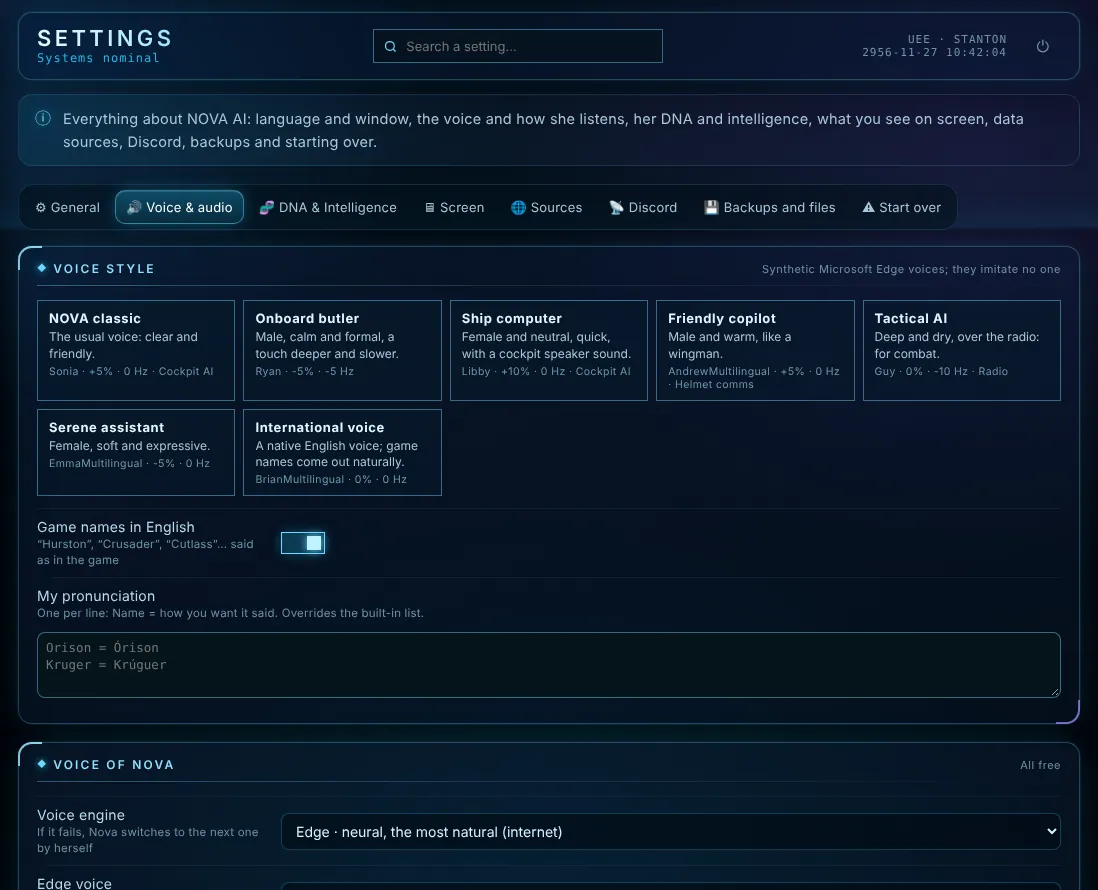 SETTINGS
Systems nominal
Search a setting...
UEE · STANTON
2956-11-27 10:42:04
Everything about NOVA AI: language and window, the voice and how she listens, her DNA and intelligence, what you see on screen, data
sources, Discord, backups and starting over.
General
Voice & audio
DNA & Intelligence
Screen
Sources
Discord
Backups and files
Start over
VOICE STYLE
Synthetic Microsoft Edge voices; they imitate no one
NOVA classic
The usual voice: clear and
friendly.
Sonia · +5% · 0 Hz · Cockpit AI
Onboard butler
Male, calm and formal, a
touch deeper and slower.
Ryan · -5% · -5 Hz
Ship computer
Female and neutral, quick,
with a cockpit speaker sound.
Libby · +10% · 0 Hz · Cockpit AI
Friendly copilot
Male and warm, like a
wingman.
AndrewMultilingual · +5% · 0 Hz
· Helmet comms
Tactical AI
Deep and dry, over the radio:
for combat.
Guy · 0% · -10 Hz · Radio
Serene assistant
Female, soft and expressive.
EmmaMultilingual · -5% · 0 Hz
International voice
A native English voice; game
names come out naturally.
BrianMultilingual · 0% · 0 Hz
Game names in English
“Hurston”, “Crusader”, “Cutlass”… said
as in the game
My pronunciation
One per line: Name = how you want it said. Overrides the built-in list.
Orison = Órison
Kruger = Krúguer
VOICE OF NOVA
All free
Voice engine
If it fails, Nova switches to the next one
by herself
Edge · neural, the most natural (internet)
Edge voice